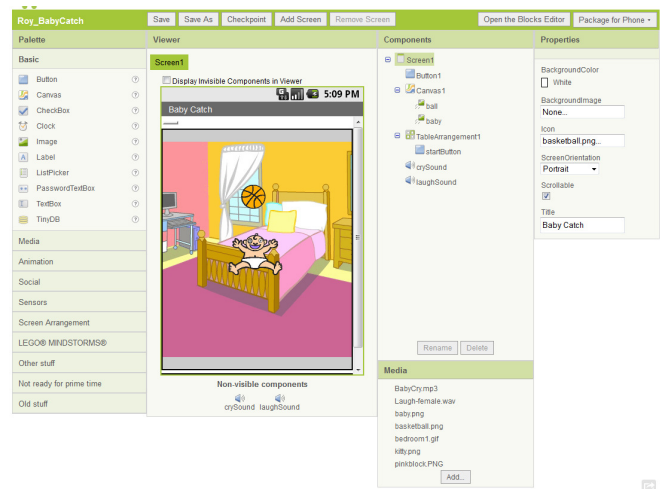 Roy_BabyCatch
Save
Save As
Checkpoint
Add Screen
Remove Screen
Open the Blocks Editor
Package for Phone
Palette
Basic
Button
Canvas
CheckBox
Clock
Image
Label
ListPicker
PasswordTextBox
TextBox
TinyDB
Media
Animation
Social
Sensors
Screen Arrangement
LEGO® MINDSTORMS®
Other stuff
Not ready for prime time
Old stuff
Viewer
Screen1
Display Invisible Components in Viewer
5:09 PM
Baby Catch
Non-visible components
crySound laughSound
Components
Screen1
Button1
Canvas1
ball
baby
TableArrangement1
startButton
crySound
laughSound
Rename
Delete
Media
BabyCry.mp3
Laugh-female.wav
baby.png
basketball.png
bedroom1.gif
kitty.png
pinkblock.PNG
Add...
Properties
BackgroundColor
White
BackgroundImage
None...
Icon
basketball.png...
ScreenOrientation
Portrait
Scrollable
Title
Baby Catch